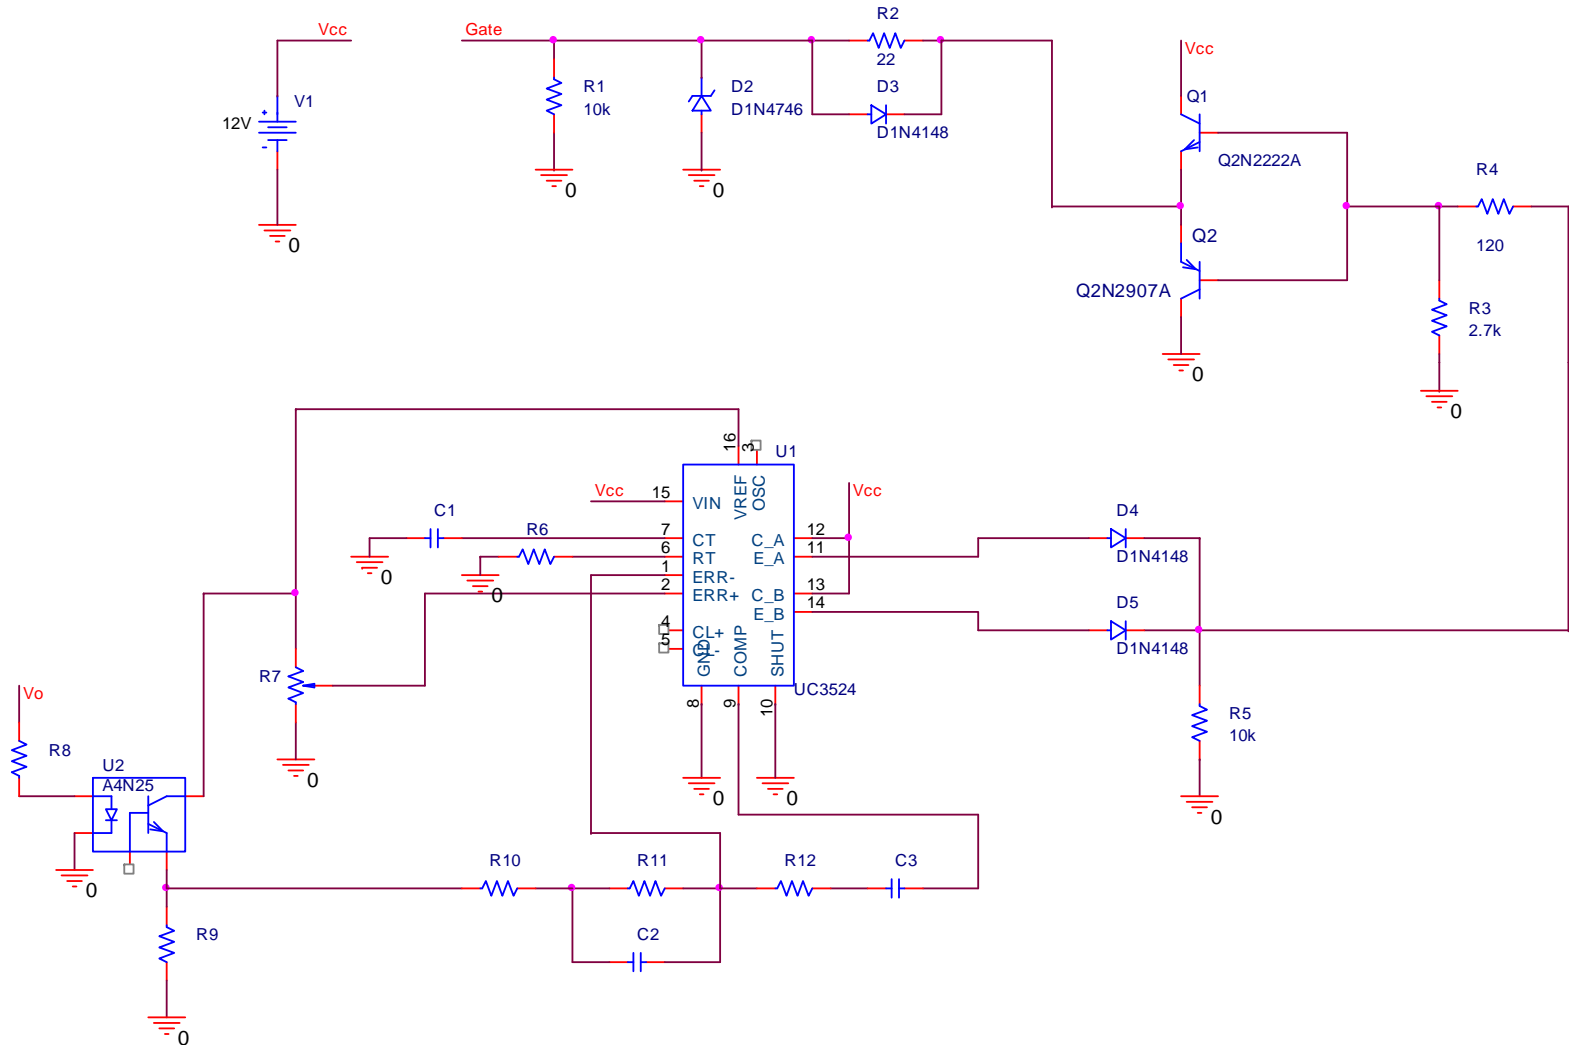 Vcc
Gate
R2
22
D3
D1N4148
R1
10k
D2
D1N4746
V1
12V
+
-
0
0
0
Vcc
Q1
Q2N2222A
Q2
Q2N2907A
0
R4
120
R3
2.7k
0
U1
UC3524
16
3
VREF
OSC
Vcc
15
VIN
C1
7
CT
0
R6
6
RT
0
1
ERR-
2
ERR+
4
CL+
5
CL-
GND
COMP
SHUT
8
9
10
0
0
Vcc
12
C_A
11
E_A
13
C_B
14
E_B
D4
D1N4148
D5
D1N4148
R5
10k
0
R7
0
Vo
R8
U2
A4N25
0
R10
R11
R12
C3
C2
R9
0